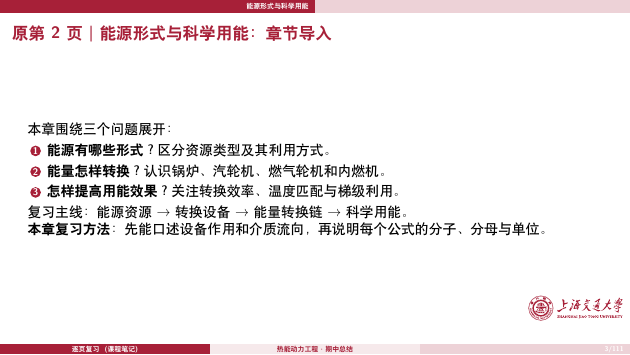 能源形式与科学用能
原第 2 页｜能源形式与科学用能：章节导入
本章围绕三个问题展开：
1 能源有哪些形式？区分资源类型及其利用方式。
2 能量怎样转换？认识锅炉、汽轮机、燃气轮机和内燃机。
3 怎样提高用能效果？关注转换效率、温度匹配与梯级利用。
复习主线：能源资源 → 转换设备 → 能量转换链 → 科学用能。
本章复习方法：先能口述设备作用和介质流向，再说明每个公式的分子、分母与单位。
上海交通大学
SHANGHAI JIAO TONG UNIVERSITY
逐页复习（课程笔记）
热能动力工程 · 期中总结
3/111